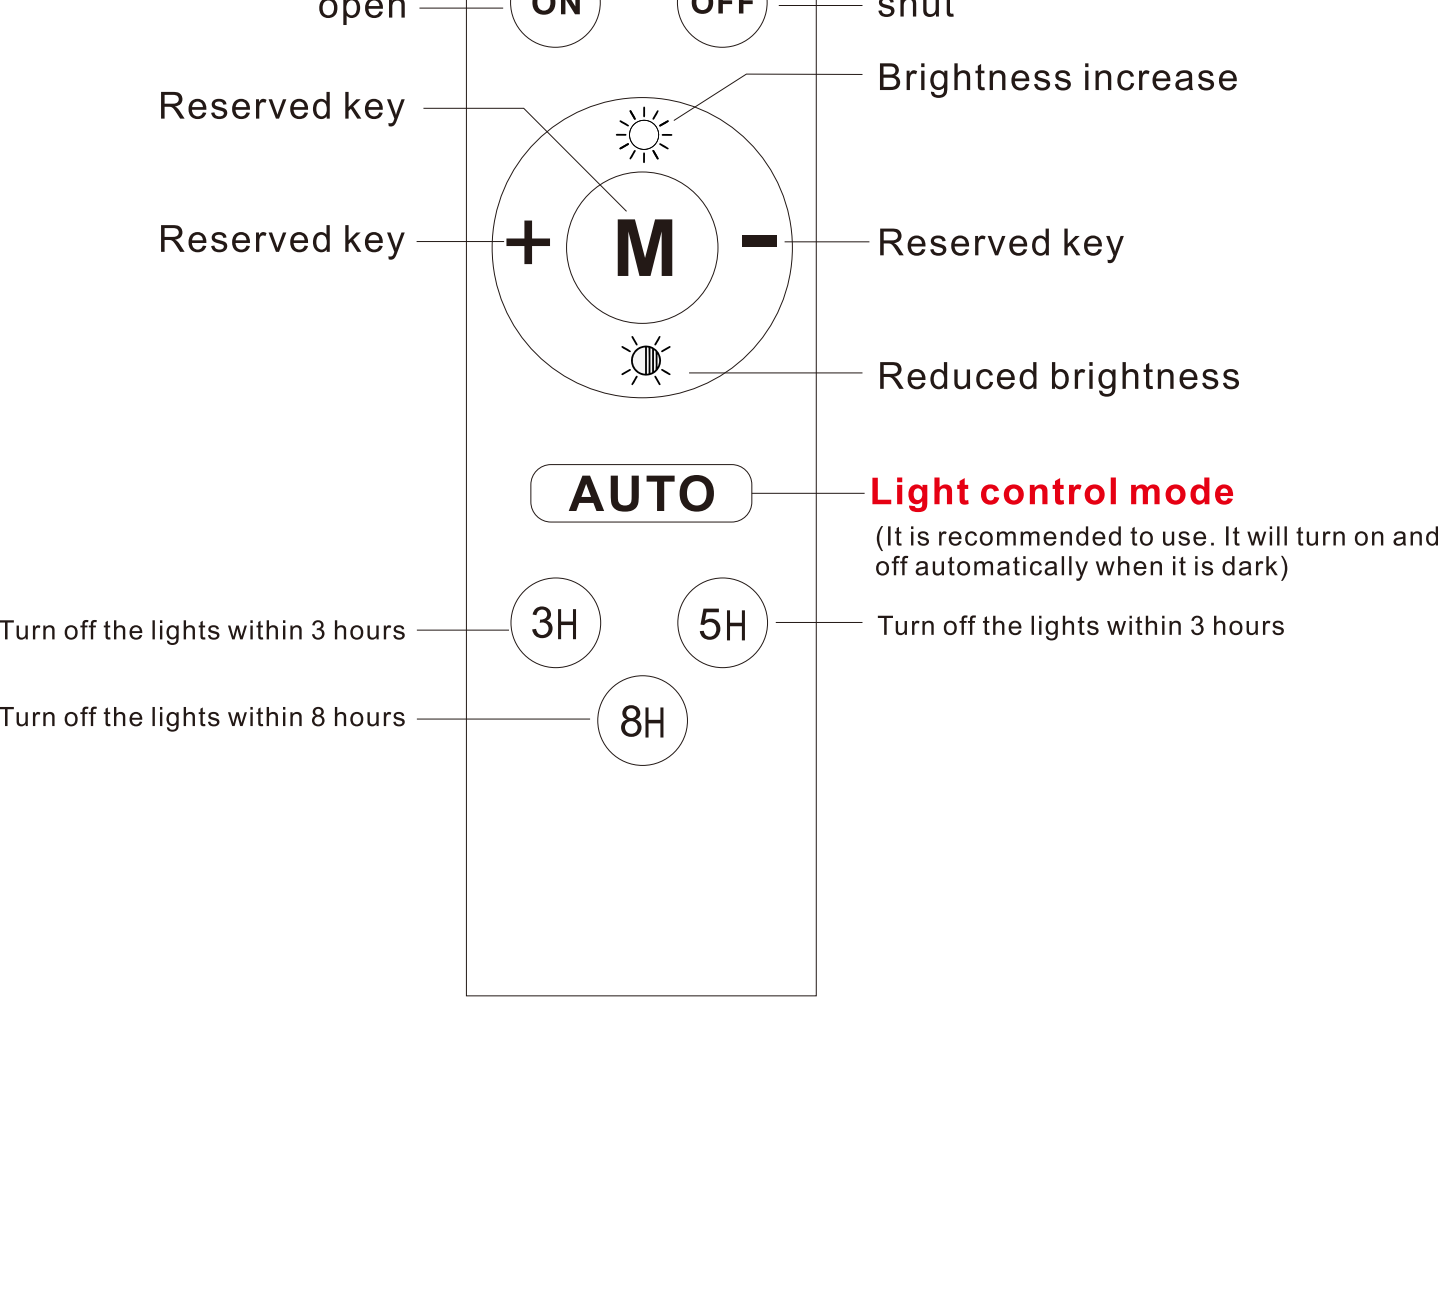 open
ON
OFF
shut
Brightness increase
Reserved key
Reserved key
+
M
-
Reserved key
Reduced brightness
AUTO
Light control mode
(It is recommended to use. It will turn on and
off automatically when it is dark)
Turn off the lights within 3 hours
3H
5H
Turn off the lights within 3 hours
Turn off the lights within 8 hours
8H